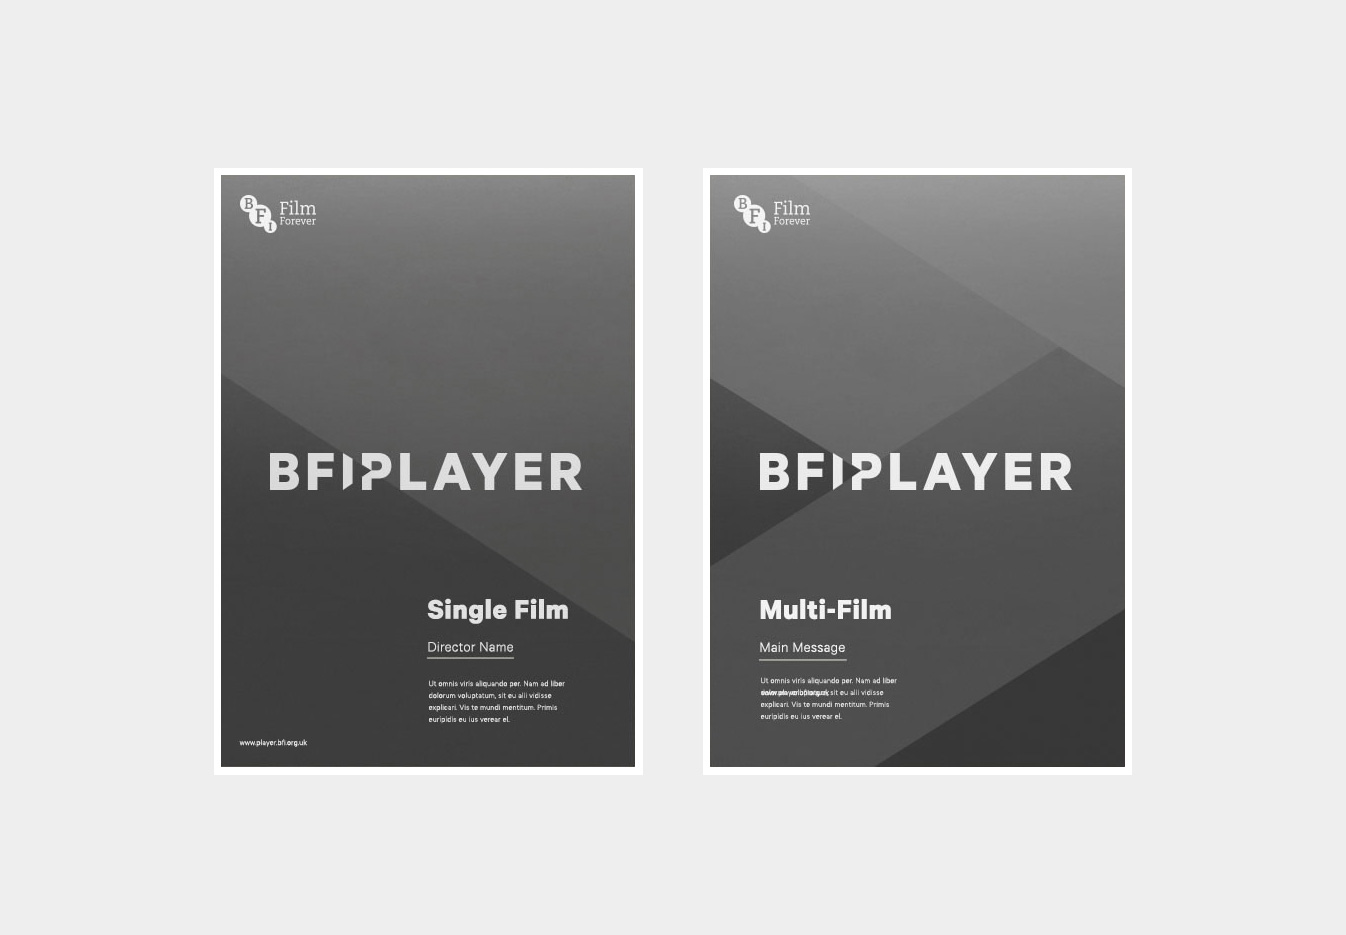 BFI Film
Forever
BFIPLAYER
Single Film
Director Name
Ut omnis viris aliquando per. Nam ad liber
dolorum voluptatum, sit eu alii vidisse
explicari. Vis te mundi mentitum. Primis
euripidis eu ius verear el.
www.player.bfi.org.uk
BFI Film
Forever
BFIPLAYER
Multi-Film
Main Message
Ut omnis viris aliquando per. Nam ad liber
sit eu alii vidisse
explicari. Vis te mundi mentitum. Primis
euripidis eu ius verear el.